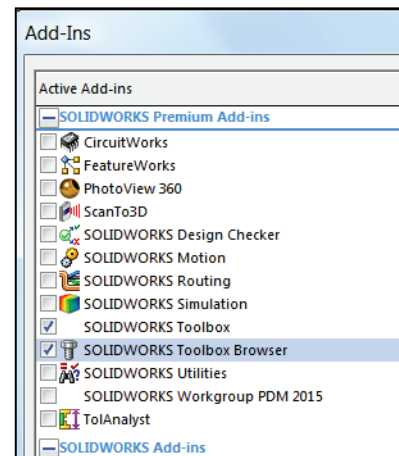 Add-Ins
Active Add-ins
SOLIDWORKS Premium Add-ins
CircuitWorks
FeatureWorks
PhotoView 360
ScanTo3D
SOLIDWORKS Design Checker
SOLIDWORKS Motion
SOLIDWORKS Routing
SOLIDWORKS Simulation
SOLIDWORKS Toolbox
SOLIDWORKS Toolbox Browser
SOLIDWORKS Utilities
SOLIDWORKS Workgroup PDM 2015
TolAnalyst
SOLIDWORKS Add-ins